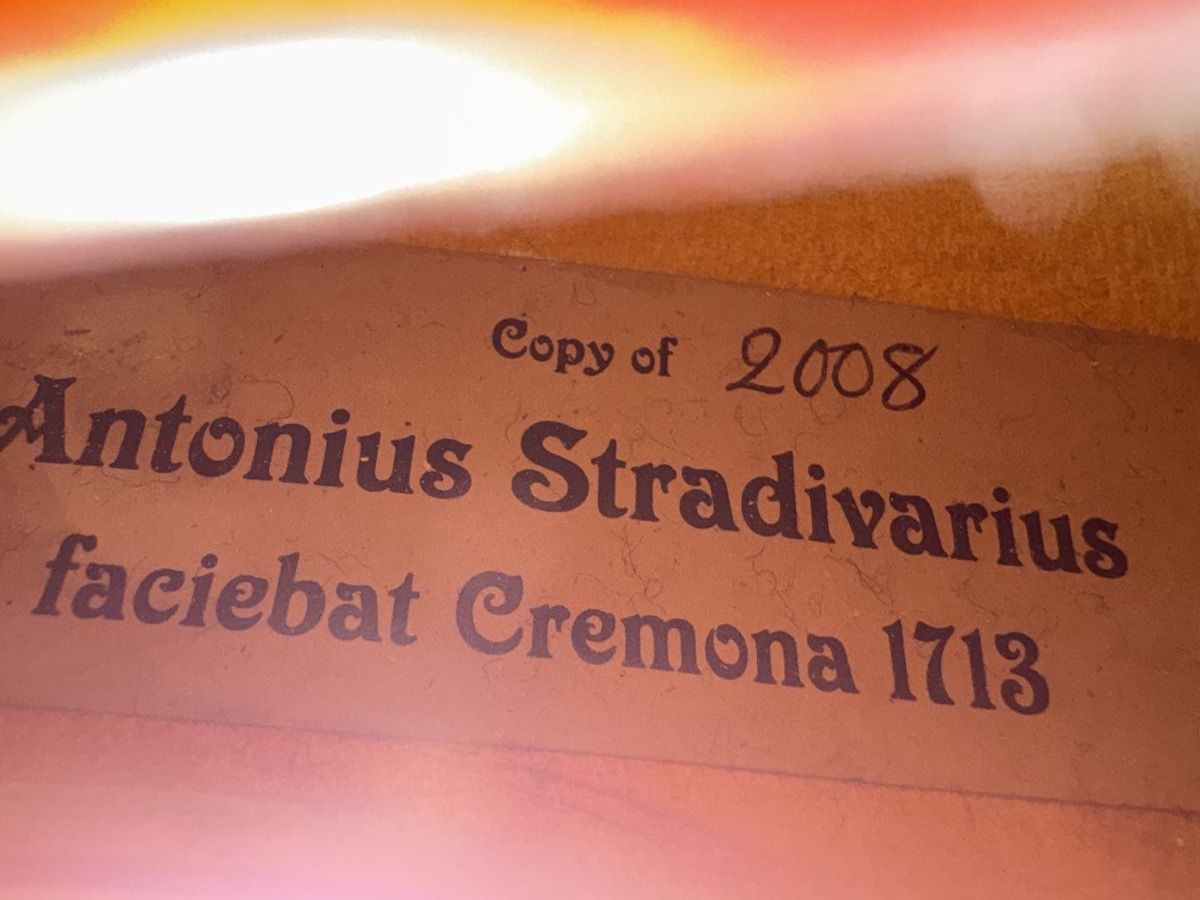 Copy of 2008
Antonius Stradivarius
faciebat Cremona 1713